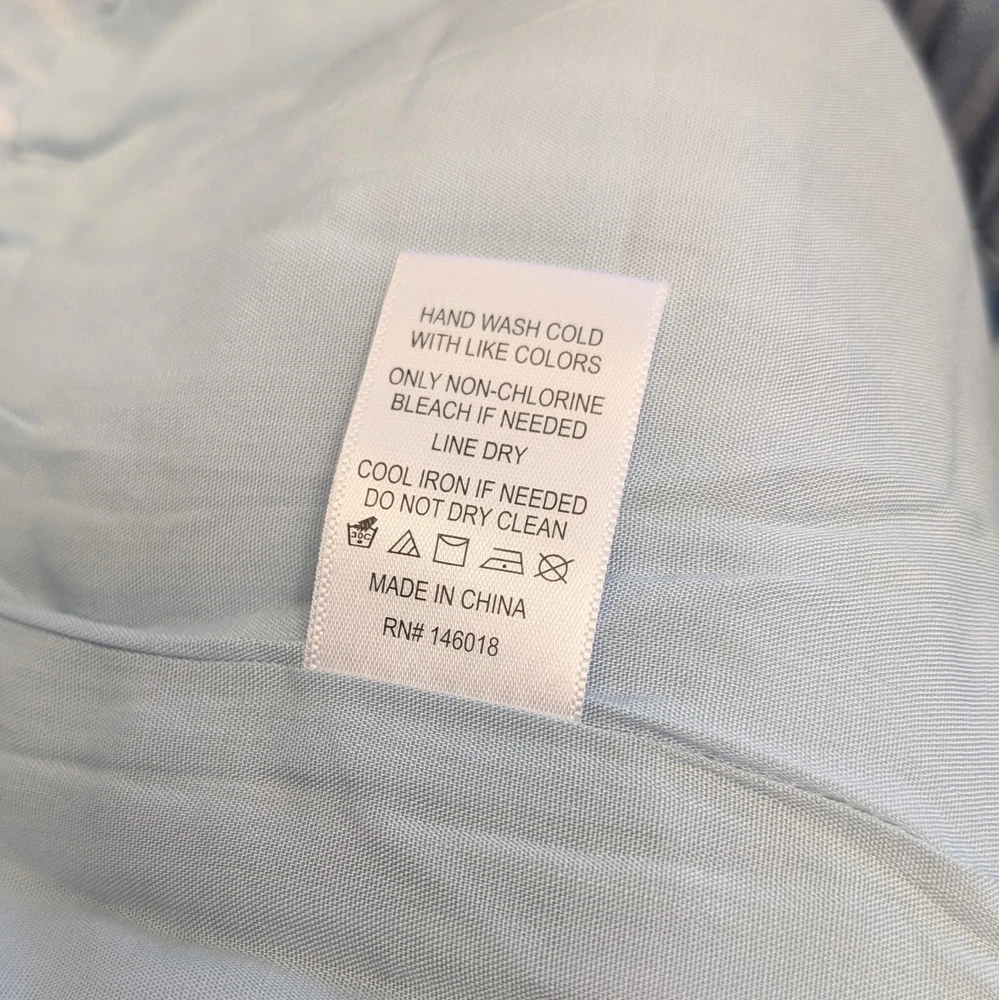 HAND WASH COLD
WITH LIKE COLORS
ONLY NON-CHLORINE
BLEACH IF NEEDED
LINE DRY
COOL IRON IF NEEDED
DO NOT DRY CLEAN
30C
MADE IN CHINA
RN# 146018